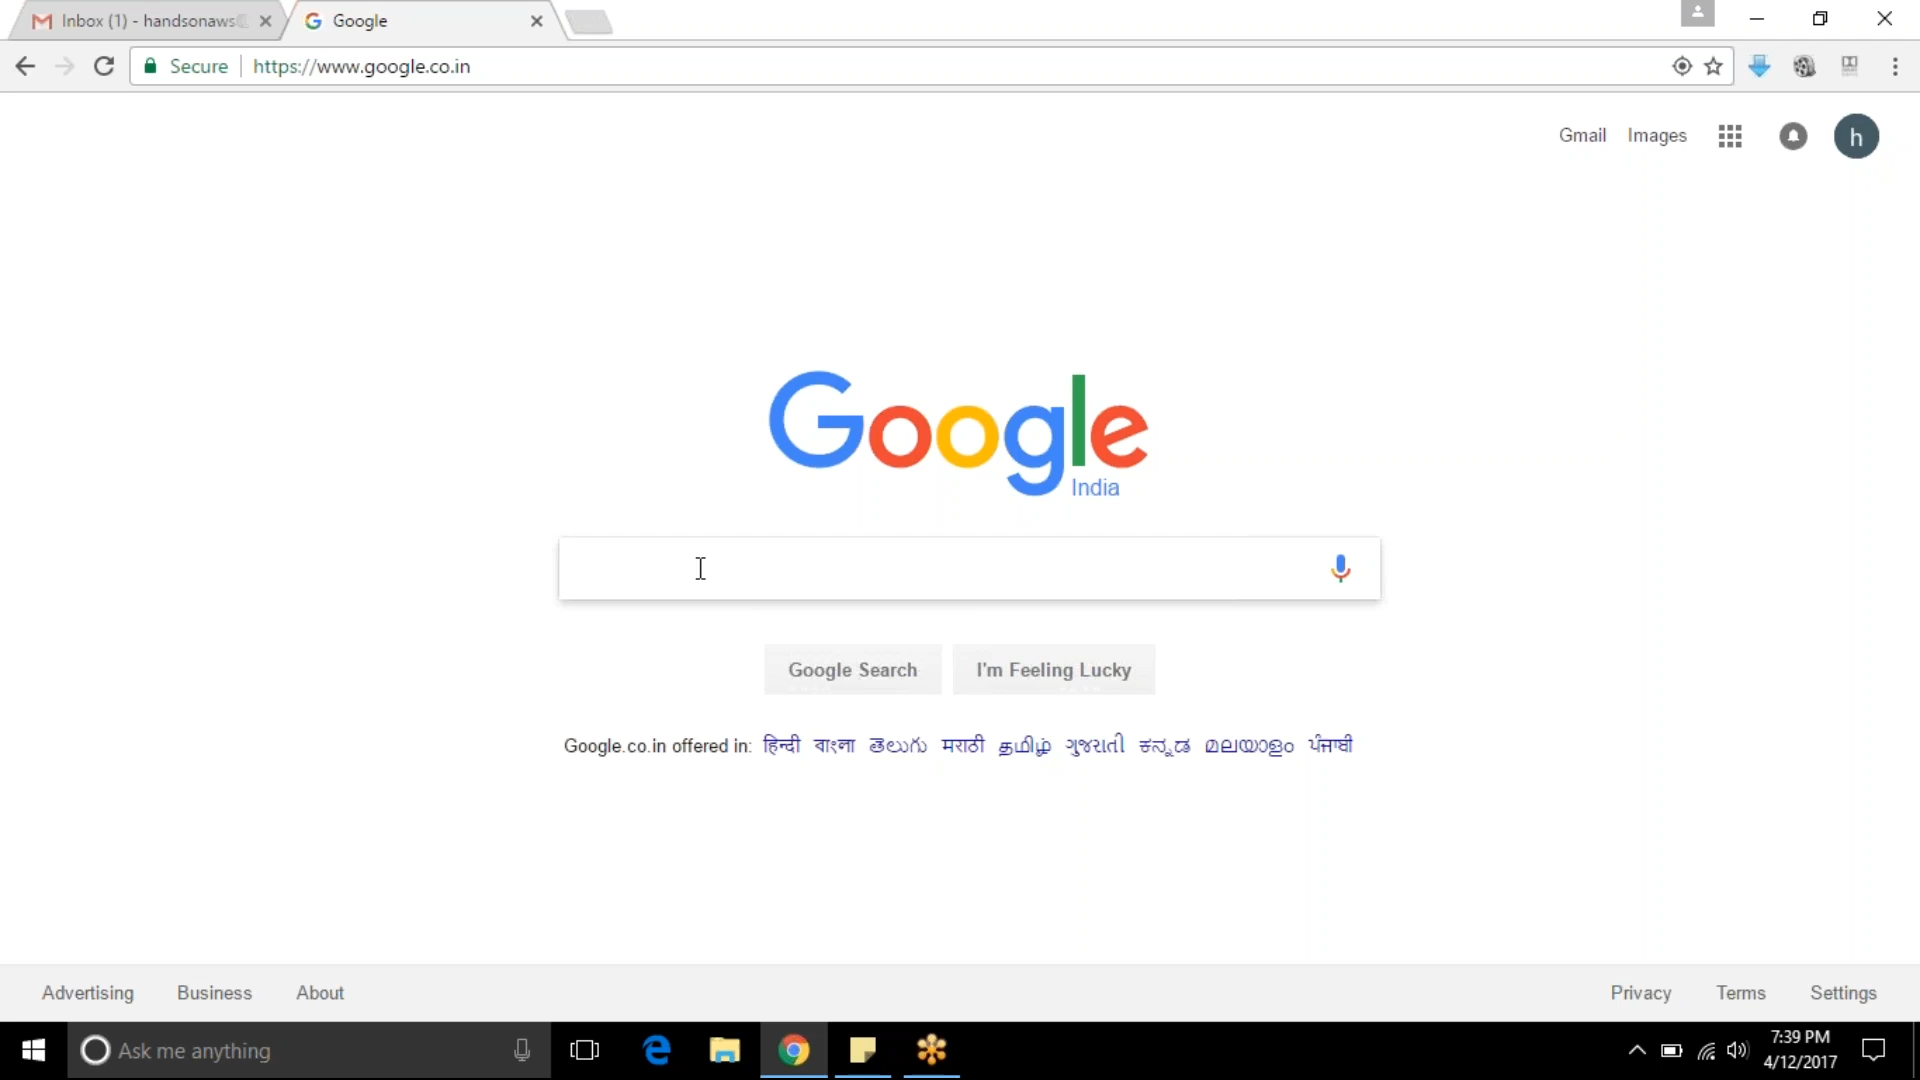 Inbox (1) - handsonaws
Google
Secure https://www.google.co.in
Gmail Images h
Google
India
Google Search I'm Feeling Lucky
Google.co.in offered in: हिन्दी বাংলা తెలుగు मराठी தமிழ் ગુજરાતી ಕನ್ನಡ മലയാളം ਪੰਜਾਬੀ
Advertising Business About Privacy Terms Settings
Ask me anything
7:39 PM
4/12/2017